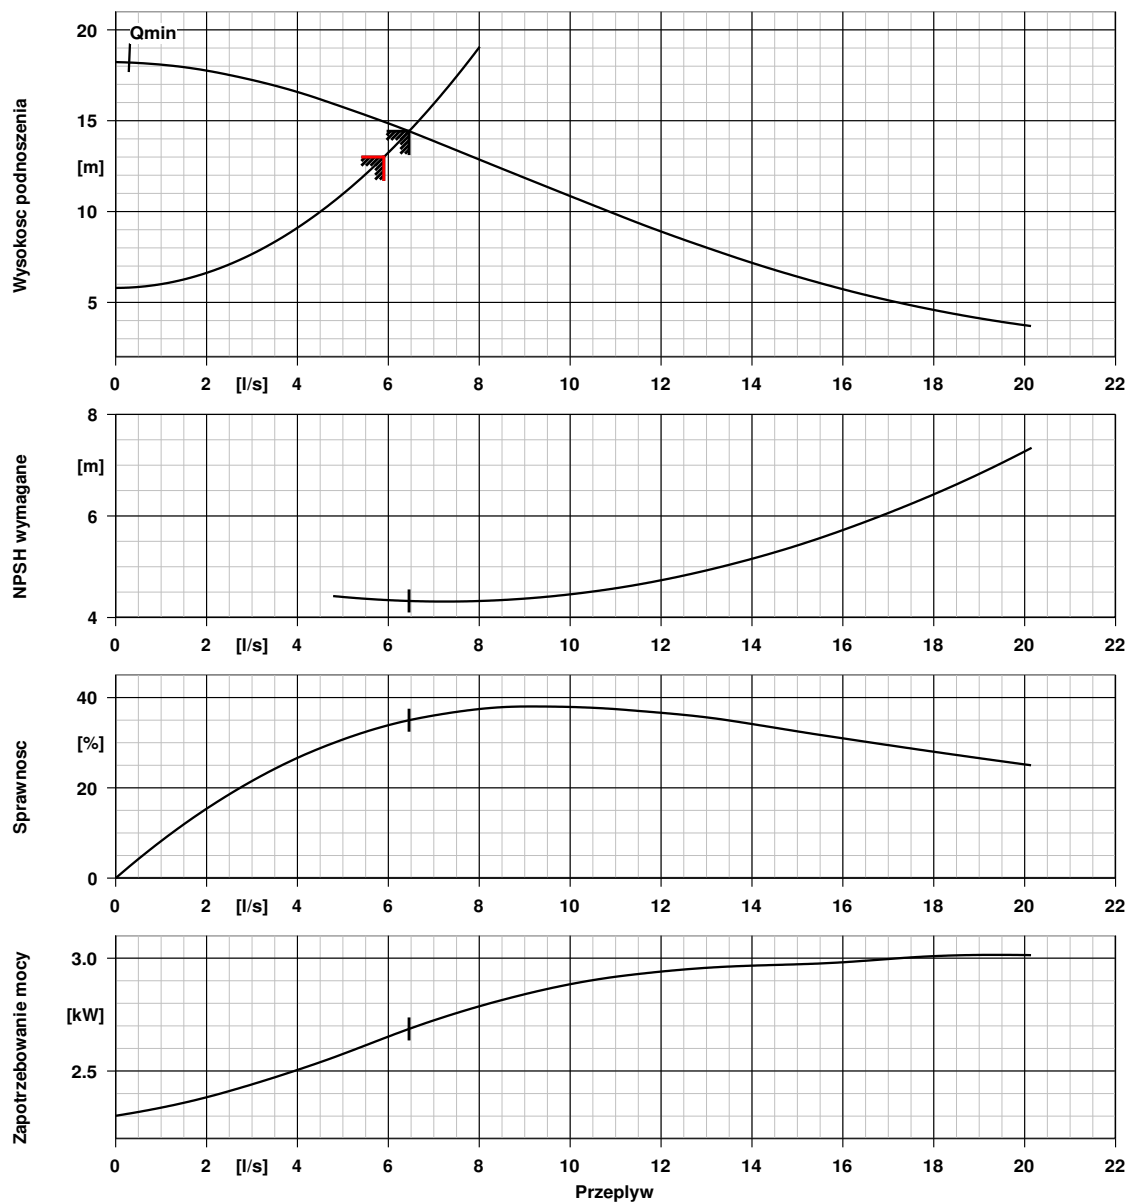 20
Qmin
15
[m]
10
5
Wysokosc podnoszenia
0 2 [l/s] 4 6 8 10 12 14 16 18 20 22
8
[m]
6
4
NPSH wymagane
0 2 [l/s] 4 6 8 10 12 14 16 18 20 22
40
[%]
20
0
Sprawnosc
0 2 [l/s] 4 6 8 10 12 14 16 18 20 22
3.0
[kW]
2.5
Zapotrzebowanie mocy
0 2 [l/s] 4 6 8 10 12 14 16 18 20 22
Przeplyw